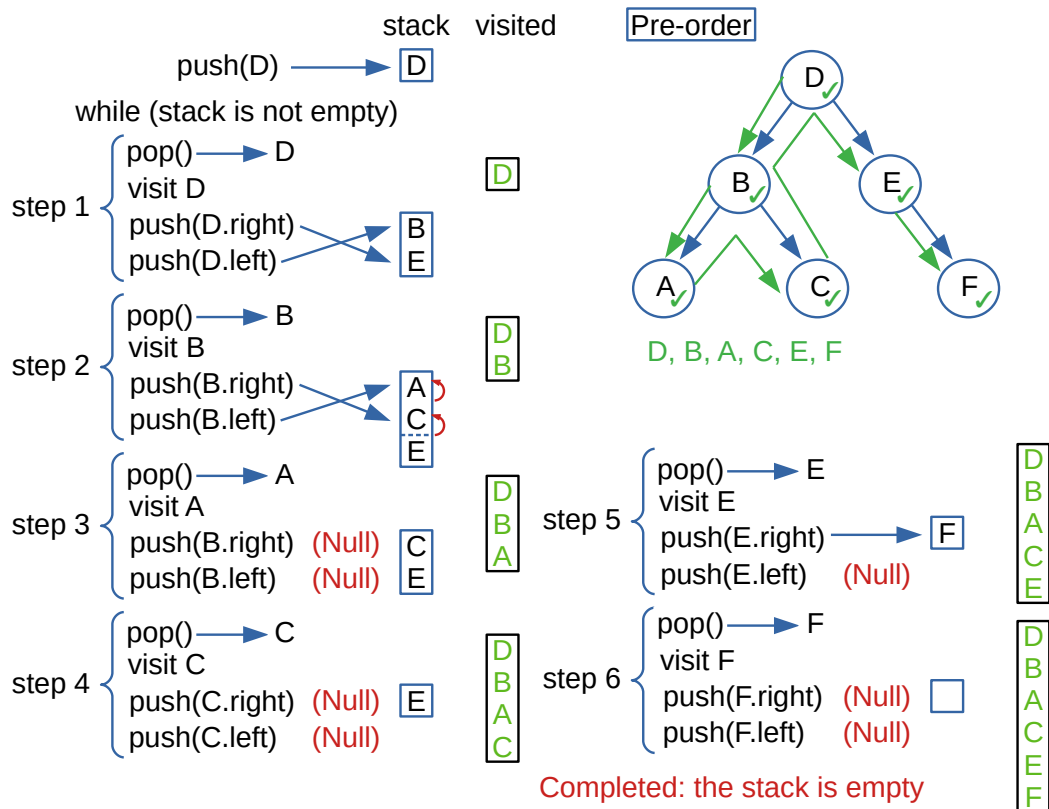 stack visited Pre-order
push(D) D
while (stack is not empty)
step 1
pop() D
visit D
push(D.right) B
push(D.left) E
D
step 2
pop() B
visit B
push(B.right) A
push(B.left) C
E
D
B
step 3
pop() A
visit A
push(B.right) (Null) C
push(B.left) (Null) E
D
B
A
step 4
pop() C
visit C
push(C.right) (Null) E
push(C.left) (Null)
D
B
A
C
D
B E
A C F
D, B, A, C, E, F
step 5
pop() E
visit E
push(E.right) F
push(E.left) (Null)
D
B
A
C
E
step 6
pop() F
visit F
push(F.right) (Null)
push(F.left) (Null)
D
B
A
C
E
F
Completed: the stack is empty